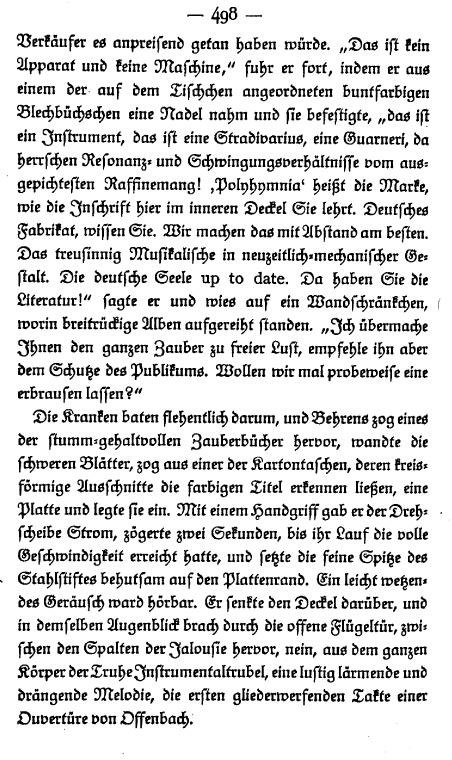 — 498 —
Verkäufer es anpreisend getan haben würde. „Das ist kein
Apparat und keine Maschine,“ fuhr er fort, indem er aus
einem der auf dem Tischchen angeordneten buntfarbigen
Blechbüchschen eine Nadel nahm und sie befestigte, „das ist
ein Instrument, das ist eine Stradivarius, eine Guarneri, da
herrschen Resonanz- und Schwingungsverhältnisse vom aus-
gepichtesten Raffinemang! ‚Polyhymnia‘ heißt die Marke,
wie die Inschrift hier im inneren Deckel Sie lehrt. Deutsches
Fabrikat, wissen Sie. Wir machen das mit Abstand am besten.
Das treusinnig Musikalische in neuzeitlich-mechanischer Ge-
stalt. Die deutsche Seele up to date. Da haben Sie die
Literatur!“ sagte er und wies auf ein Wandschränkchen,
worin breitrückige Alben aufgereiht standen. „Ich übermache
Ihnen den ganzen Zauber zu freier Lust, empfehle ihn aber
dem Schutze des Publikums. Wollen wir mal probeweise eine
erbrausen lassen?“
Die Kranken baten flehentlich darum, und Behrens zog eines
der stumm-gehaltvollen Zauberbücher hervor, wandte die
schweren Blätter, zog aus einer der Kartontaschen, deren kreis-
förmige Ausschnitte die farbigen Titel erkennen ließen, eine
Platte und legte sie ein. Mit einem Handgriff gab er der Dreh-
scheibe Strom, zögerte zwei Sekunden, bis ihr Lauf die volle
Geschwindigkeit erreicht hatte, und setzte die feine Spitze des
Stahlstiftes behutsam auf den Plattenrand. Ein leicht wetzen-
des Geräusch ward hörbar. Er senkte den Deckel darüber, und
in demselben Augenblick brach durch die offene Flügeltür, zwi-
schen den Spalten der Jalousie hervor, nein, aus dem ganzen
Körper der Truhe Instrumentaltrubel, eine lustig lärmende und
drängende Melodie, die ersten gliederwerfenden Takte einer
Ouvertüre von Offenbach.